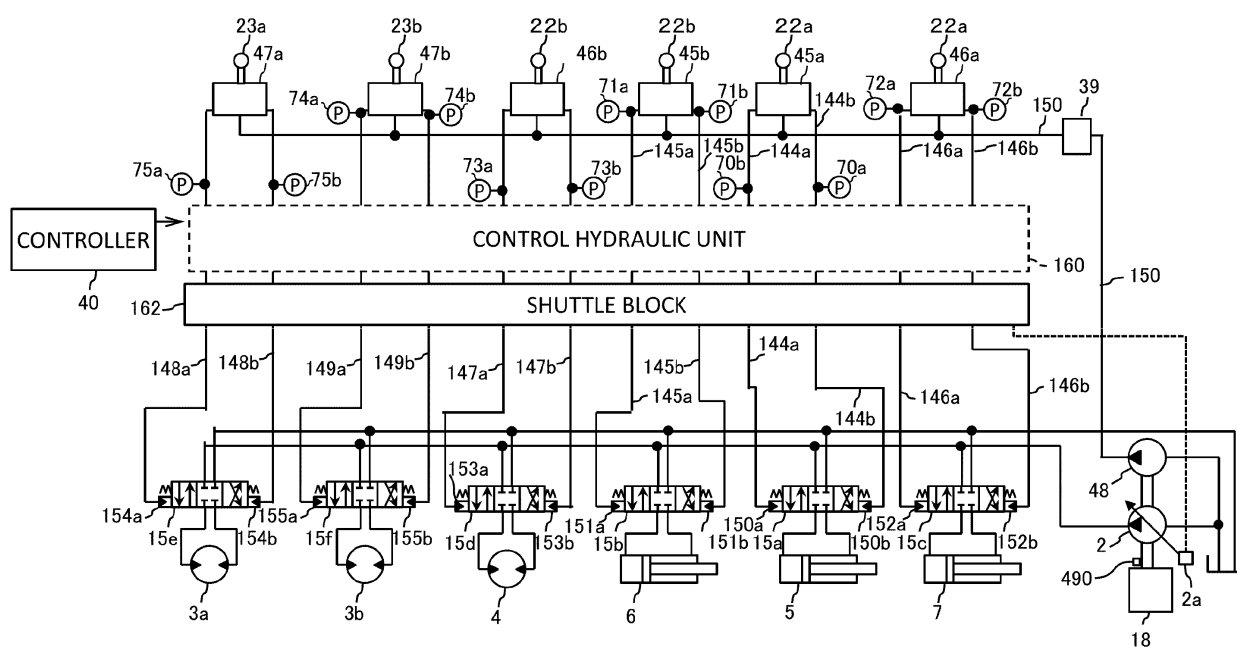 23a 23b 22b 22b 22a 22a
47a 47b 46b 45b 45a 46a
74a P P 74b 71a P P 71b 144b 72a P P 72b 150 39
145a 145b 144a 146a 146b
75a P P 75b 73a P P 73b 70b P P 70a
CONTROLLER
40
CONTROL HYDRAULIC UNIT
160
150
162
SHUTTLE BLOCK
148a 148b 149a 149b 147a 147b 145a 145b 144a 144b 146a 146b
153a
48
154a 15e 154b 155a 15f 155b 15d 153b 151a 15b 151b 150a 15a 150b 152a 15c 152b
2
490
2a
3a 3b 4 6 5 7
18